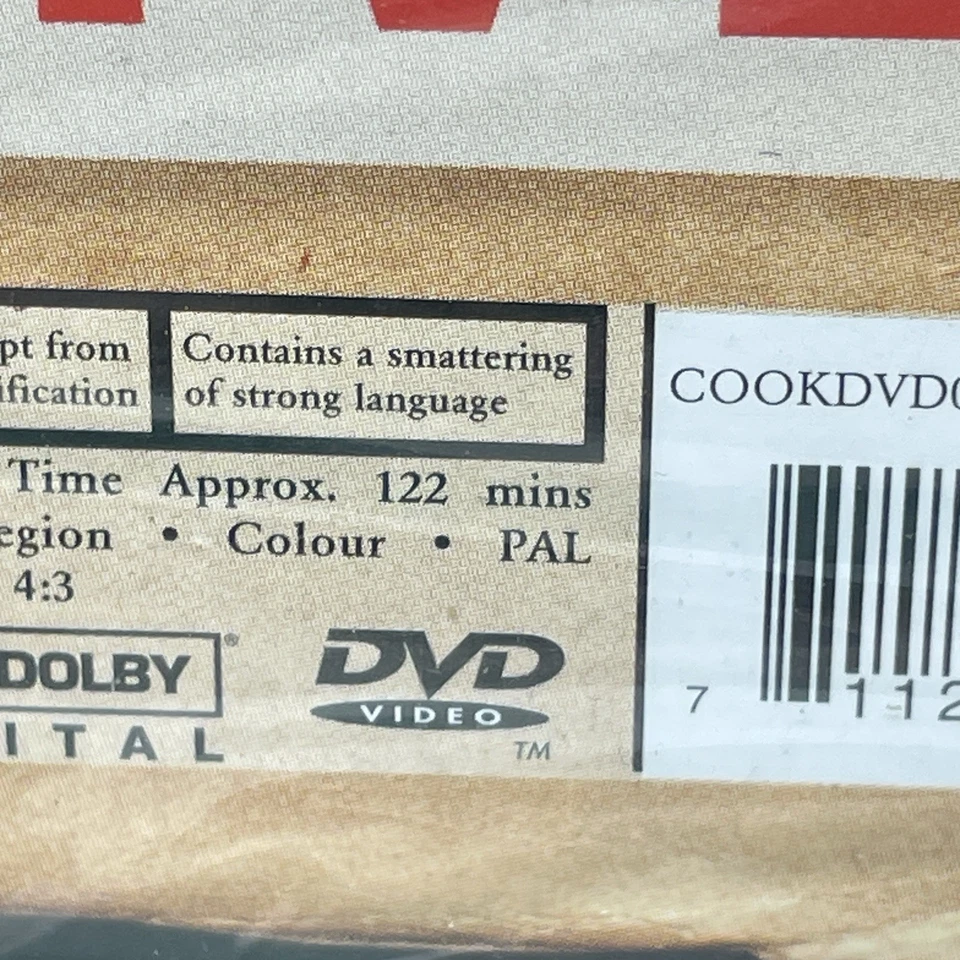 pt from
ification
Contains a smattering
of strong language
Time Approx. 122 mins
egion • Colour • PAL
4:3
DOLBY®
ITAL
DVD
VIDEO
TM
COOKDVD0
7 112